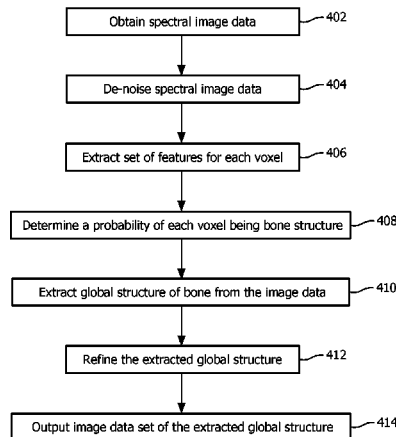 Obtain spectral image data 402
De-noise spectral image data 404
Extract set of features for each voxel 406
Determine a probability of each voxel being bone structure 408
Extract global structure of bone from the image data 410
Refine the extracted global structure 412
Output image data set of the extracted global structure 414